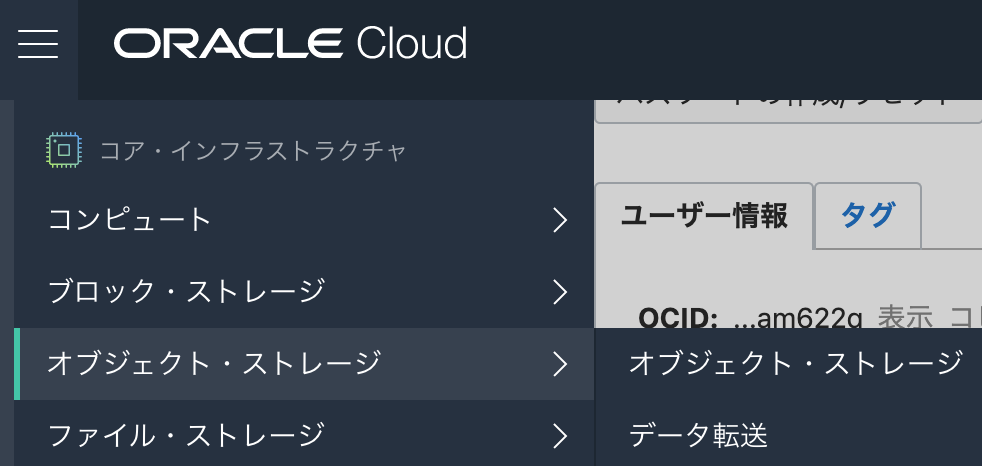 ORACLE Cloud
コア・インフラストラクチャ
コンピュート
ブロック・ストレージ
オブジェクト・ストレージ
ファイル・ストレージ
ユーザー情報
タグ
OCID: ...am622q 表示
オブジェクト・ストレージ
データ転送